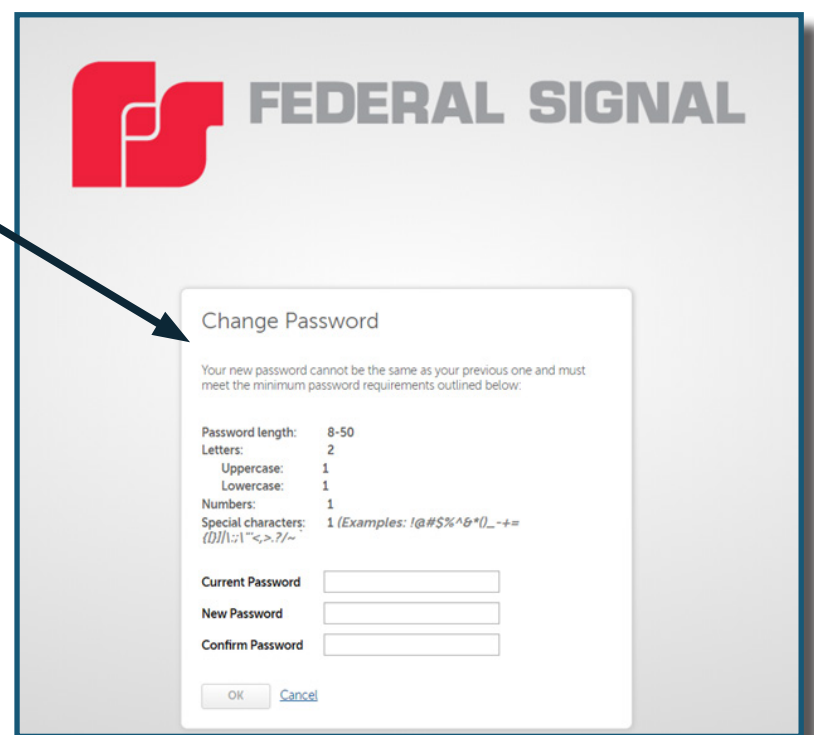 FEDERAL SIGNAL
Change Password
Your new password cannot be the same as your previous one and must
meet the minimum password requirements outlined below:
Password length: 8-50
Letters: 2
Uppercase: 1
Lowercase: 1
Numbers: 1
Special characters: 1 (Examples: !@#$%^&*()_-+=
{[}]|\:;\"'<,>.?/~`
Current Password
New Password
Confirm Password
OK Cancel